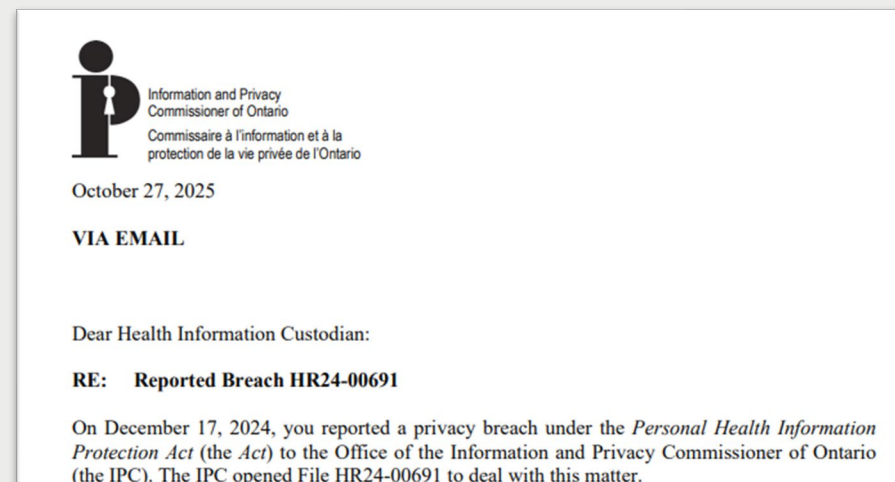 Information and Privacy
Commissioner of Ontario
Commissaire à l'information et à la
protection de la vie privée de l'Ontario
October 27, 2025
VIA EMAIL
Dear Health Information Custodian:
RE: Reported Breach HR24-00691
On December 17, 2024, you reported a privacy breach under the Personal Health Information
Protection Act (the Act) to the Office of the Information and Privacy Commissioner of Ontario
(the IPC). The IPC opened File HR24-00691 to deal with this matter.